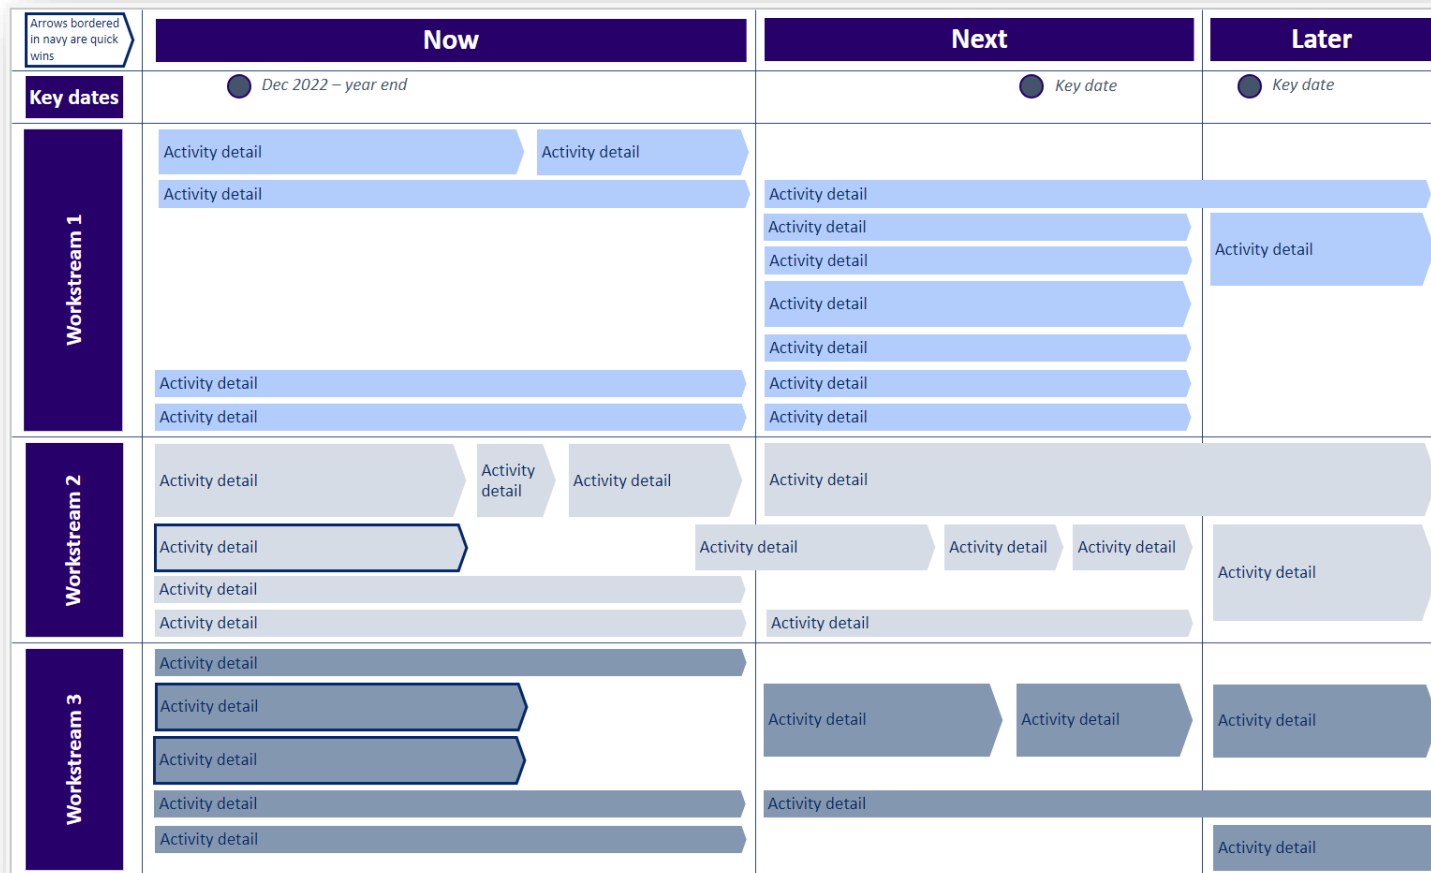 Arrows bordered
in navy are quick
wins
Now
Next
Later
Key dates
Dec 2022 – year end
Key date
Key date
Workstream 1
Activity detail
Activity detail
Activity detail
Activity detail
Activity detail
Activity detail
Activity detail
Activity detail
Activity detail
Activity detail
Activity detail
Activity detail
Activity detail
Workstream 2
Activity detail
Activity
detail
Activity detail
Activity detail
Activity detail
Activity detail
Activity detail
Activity detail
Activity detail
Activity detail
Activity detail
Activity detail
Workstream 3
Activity detail
Activity detail
Activity detail
Activity detail
Activity detail
Activity detail
Activity detail
Activity detail
Activity detail
Activity detail